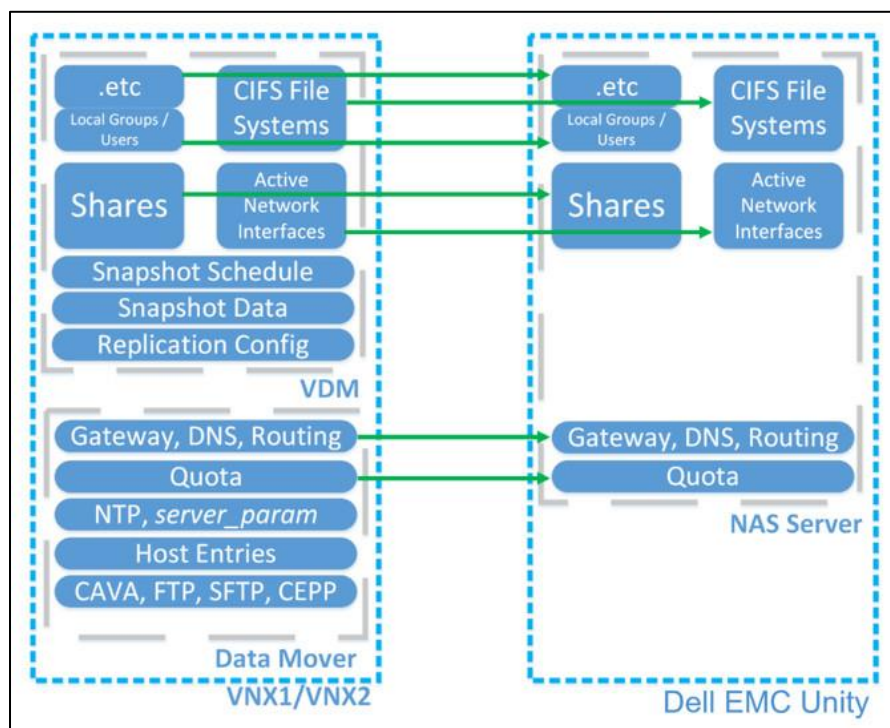 .etc
Local Groups /
Users
CIFS File
Systems
Shares
Active
Network
Interfaces
Snapshot Schedule
Snapshot Data
Replication Config
VDM
Gateway, DNS, Routing
Quota
NTP, server_param
Host Entries
CAVA, FTP, SFTP, CEPP
Data Mover
VNX1/VNX2
.etc
Local Groups /
Users
CIFS File
Systems
Shares
Active
Network
Interfaces
Gateway, DNS, Routing
Quota
NAS Server
Dell EMC Unity